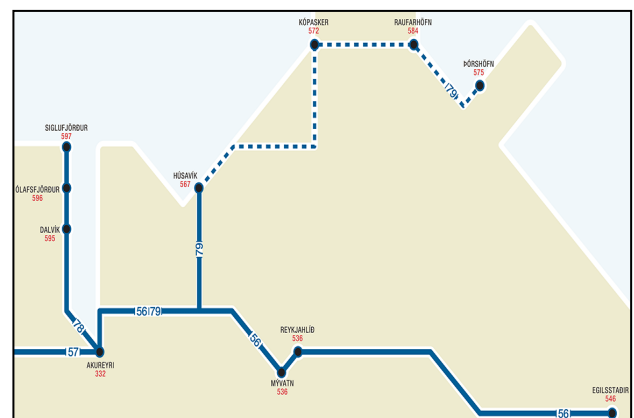 KÓPASKER
572
RAUFARHÖFN
584
ÞÓRSHÖFN
575
79
SIGLUFJÖRÐUR
597
HÚSAVÍK
567
ÓLAFSFJÖRÐUR
596
DALVÍK
595
79
56|79
78
56
REYKJAHLÍÐ
536
57
AKUREYRI
332
MÝVATN
536
EGILSSTAÐIR
546
56